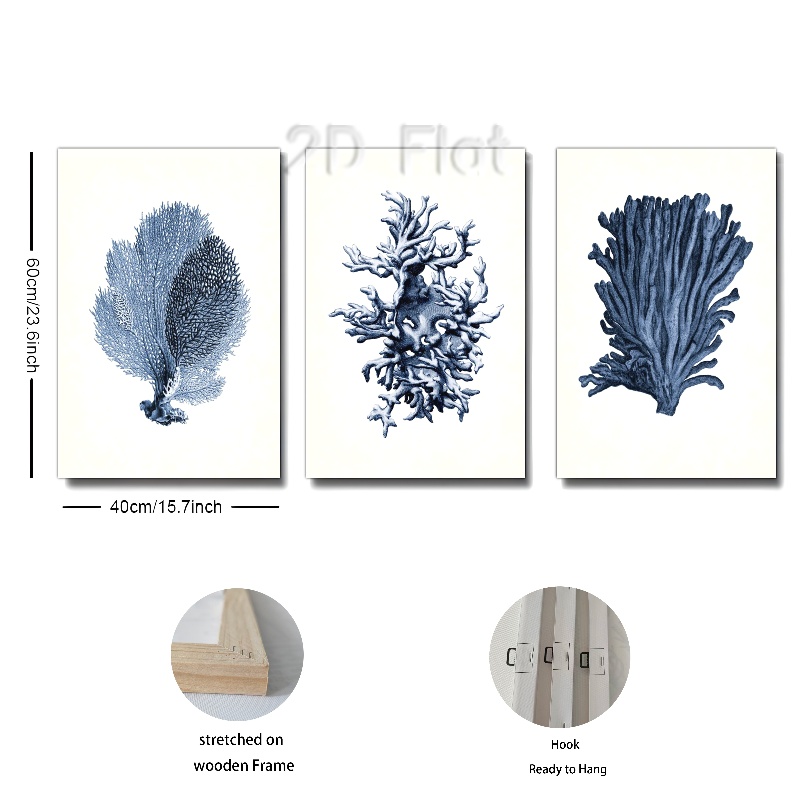 2D Flat
60cm/23.6inch
40cm/15.7inch
stretched on
wooden Frame
Hook
Ready to Hang